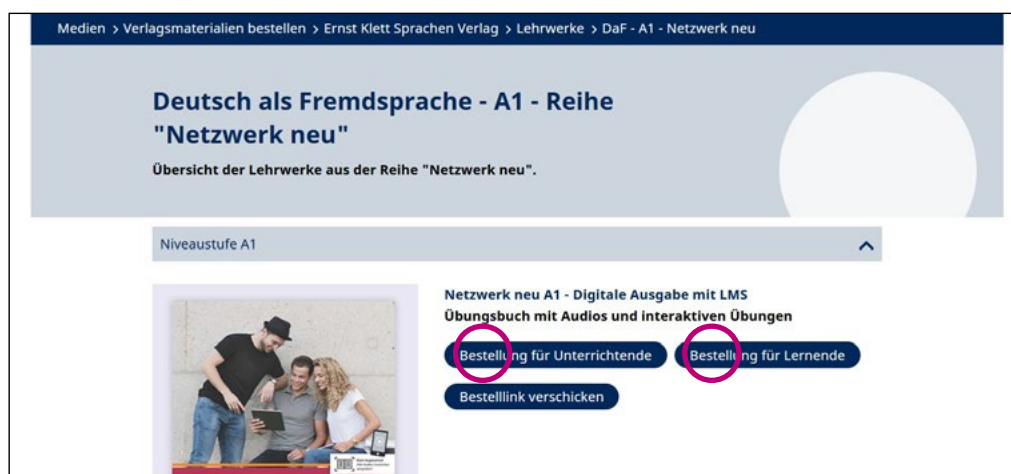 Medien > Verlagsmaterialien bestellen > Ernst Klett Sprachen Verlag > Lehrwerke > DaF - A1 - Netzwerk neu
Deutsch als Fremdsprache - A1 - Reihe
"Netzwerk neu"
Übersicht der Lehrwerke aus der Reihe "Netzwerk neu".
Niveaustufe A1
Netzwerk neu A1 - Digitale Ausgabe mit LMS
Übungsbuch mit Audios und interaktiven Übungen
Bestellung für Unterrichtende
Bestellung für Lernende
Bestelllink verschicken